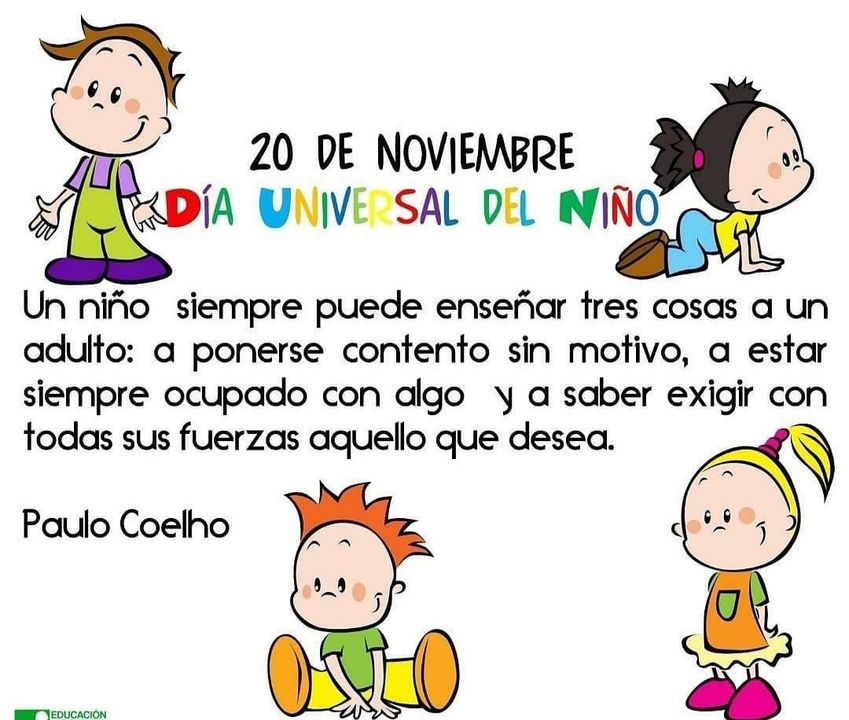 20 DE NOVIEMBRE
DÍA UNIVERSAL DEL NIÑO
Un niño siempre puede enseñar tres cosas a un
adulto: a ponerse contento sin motivo, a estar
siempre ocupado con algo y a saber exigir con
todas sus fuerzas aquello que desea.
Paulo Coelho
EDUCACIÓN